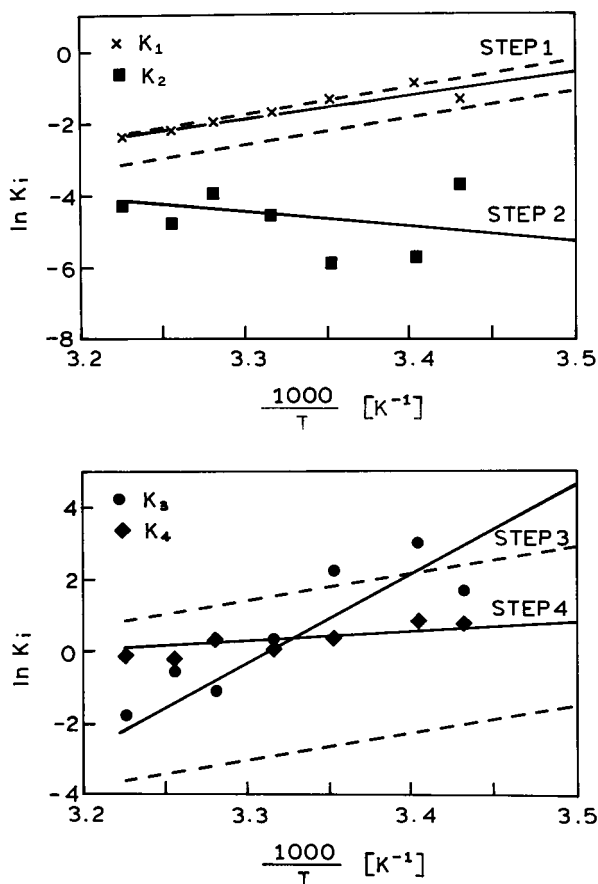 0
-2
-4
-6
-8
ln Ki
× K1
■ K2
STEP 1
STEP 2
3.2
3.3
3.4
3.5
1000
T
[K⁻¹]
4
2
0
-2
-4
ln Ki
● K3
◆ K4
STEP 3
STEP 4
3.2
3.3
3.4
3.5
1000
T
[K⁻¹]